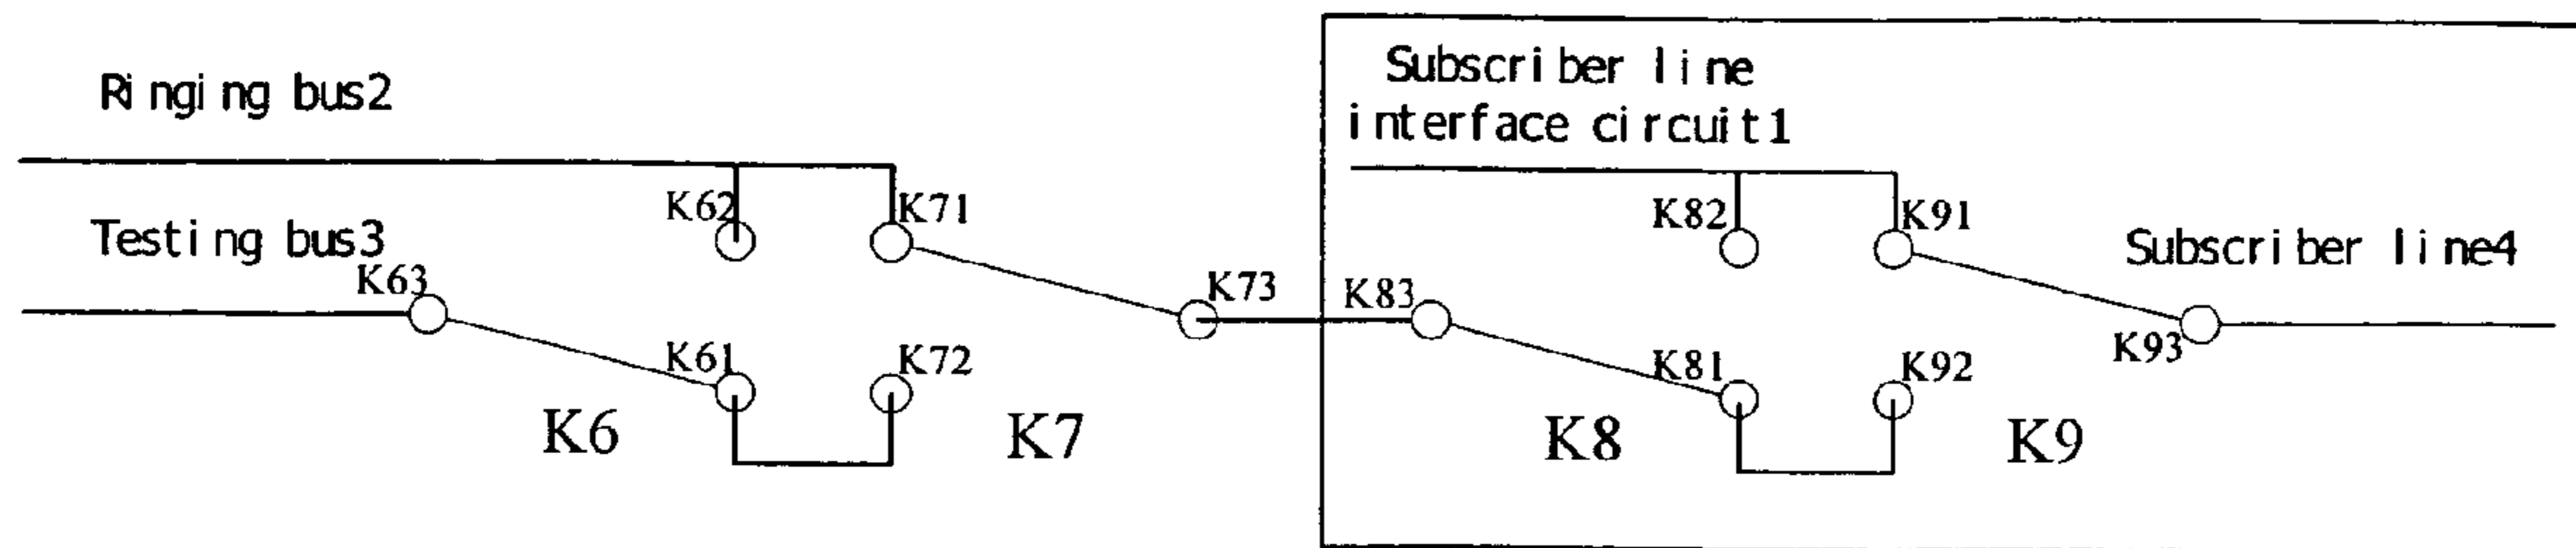 Ringing bus2
Testing bus3
K63
K62
K71
K61
K72
K73
K6
K7
Subscriber line
interface circuit1
K83
K82
K91
K81
K92
K93
Subscriber line4
K8
K9